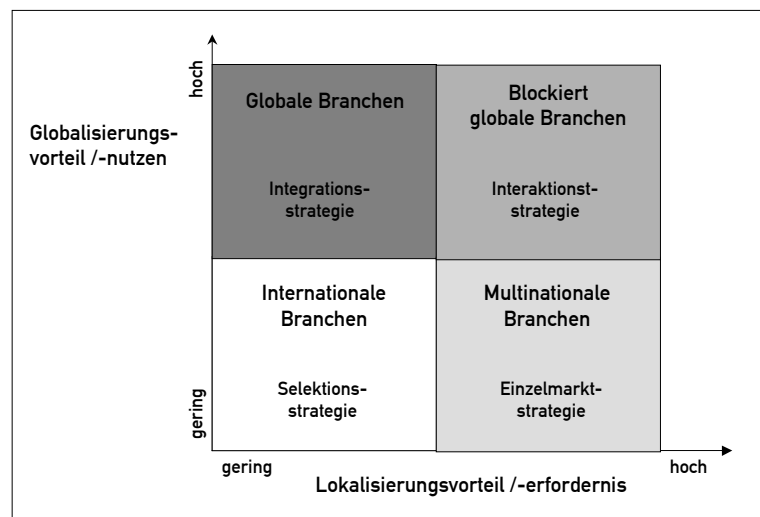 hoch
Globalisierungs-
vorteil /-nutzen
Globale Branchen
Integrations-
strategie
Blockiert
globale Branchen
Interaktionst-
strategie
Internationale
Branchen
Selektions-
strategie
Multinationale
Branchen
Einzelmarkt-
strategie
gering
gering
hoch
Lokalisierungsvorteil /-erfordernis